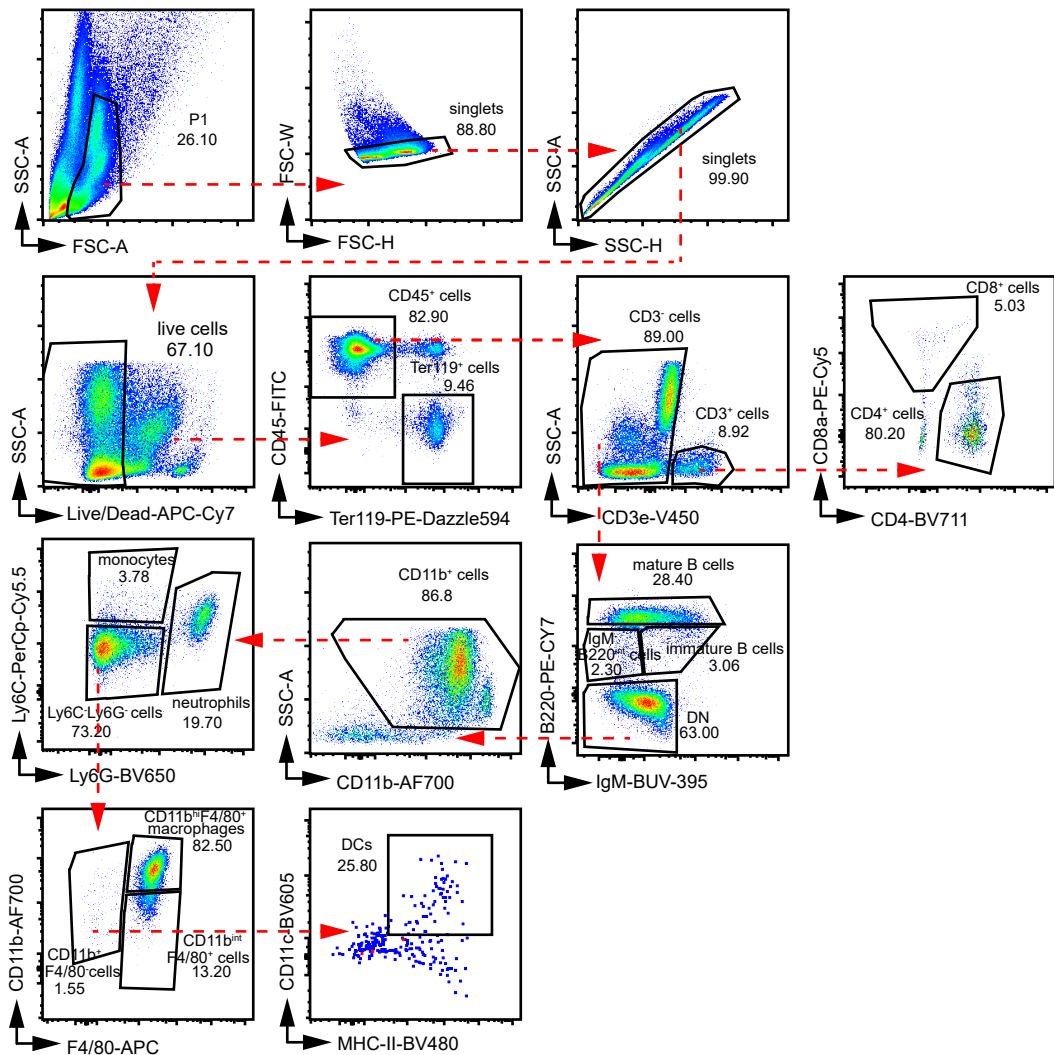 SSC-A
P1
26.10
FSC-A
FSC-W
singlets
88.80
FSC-H
SSC-A
singlets
99.90
SSC-H
SSC-A
live cells
67.10
Live/Dead-APC-Cy7
CD45-FITC
CD45⁺ cells
82.90
Ter119⁺ cells
9.46
Ter119-PE-Dazzle594
SSC-A
CD3⁻ cells
89.00
CD3⁺ cells
8.92
CD3e-V450
CD8a-PE-Cy5
CD8⁺ cells
5.03
CD4⁺ cells
80.20
CD4-BV711
Ly6C-PerCp-Cy5.5
monocytes
3.78
Ly6C⁻Ly6G⁻ cells
73.20
neutrophils
19.70
Ly6G-BV650
SSC-A
CD11b⁺ cells
86.8
CD11b-AF700
B220-PE-CY7
mature B cells
28.40
IgM⁻
B220ⁱⁿᵗ cells
2.30
immature B cells
3.06
DN
63.00
IgM-BUV-395
CD11b-AF700
CD11bʰⁱF4/80⁺
macrophages
82.50
CD11b⁺
F4/80⁻cells
1.55
CD11bⁱⁿᵗ
F4/80⁺ cells
13.20
F4/80-APC
CD11c-BV605
DCs
25.80
MHC-II-BV480